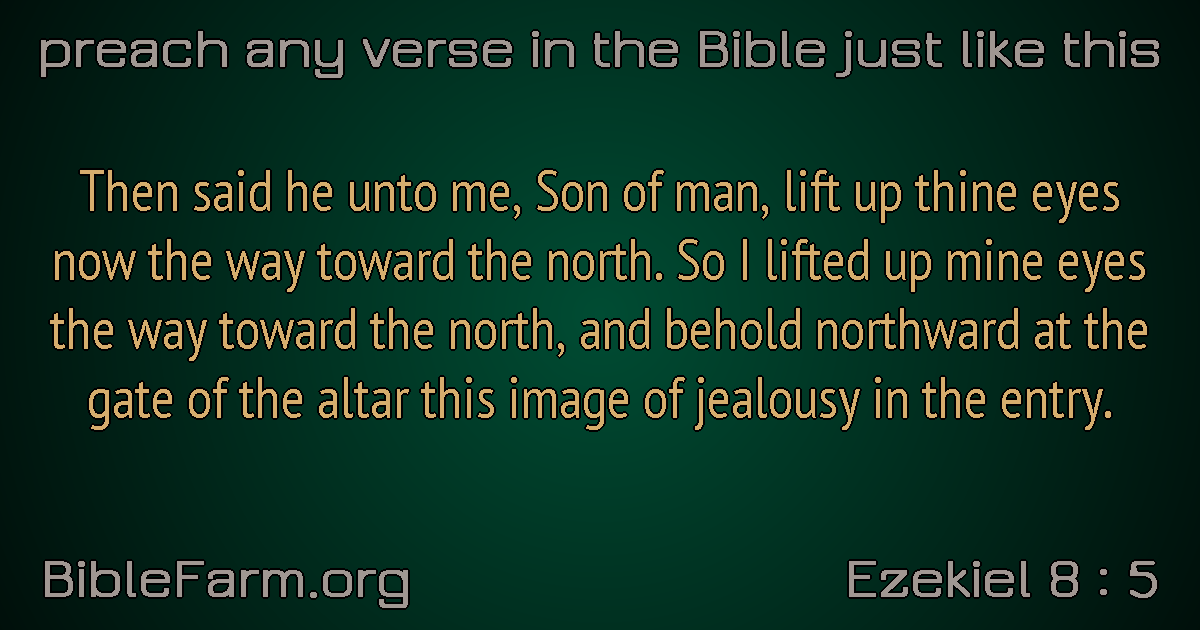 preach any verse in the Bible just like this
Then said he unto me, Son of man, lift up thine eyes
now the way toward the north. So I lifted up mine eyes
the way toward the north, and behold northward at the
gate of the altar this image of jealousy in the entry.
BibleFarm.org
Ezekiel 8 : 5